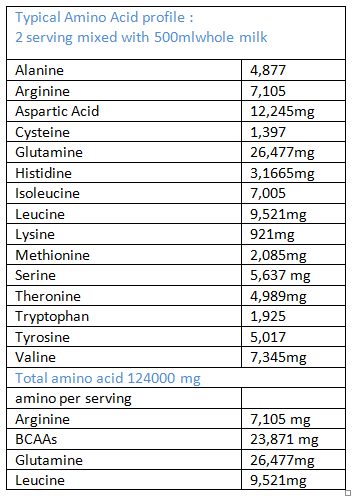 Typical Amino Acid profile :
2 serving mixed with 500mlwhole milk
Alanine 4,877
Arginine 7,105
Aspartic Acid 12,245mg
Cysteine 1,397
Glutamine 26,477mg
Histidine 3,1665mg
Isoleucine 7,005
Leucine 9,521mg
Lysine 921mg
Methionine 2,085mg
Serine 5,637 mg
Theronine 4,989mg
Tryptophan 1,925
Tyrosine 5,017
Valine 7,345mg
Total amino acid 124000 mg
amino per serving
Arginine 7,105 mg
BCAAs 23,871 mg
Glutamine 26,477mg
Leucine 9,521mg